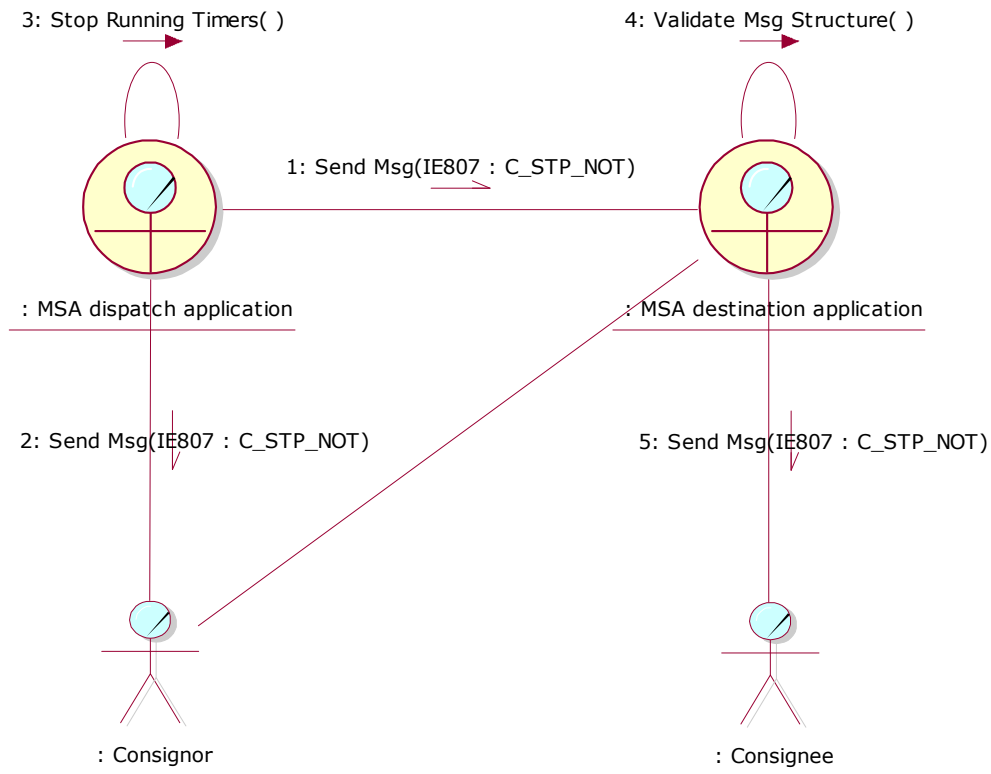 3: Stop Running Timers( )
4: Validate Msg Structure( )
1: Send Msg(IE807 : C_STP_NOT)
: MSA dispatch application
: MSA destination application
2: Send Msg(IE807 : C_STP_NOT)
5: Send Msg(IE807 : C_STP_NOT)
: Consignor
: Consignee